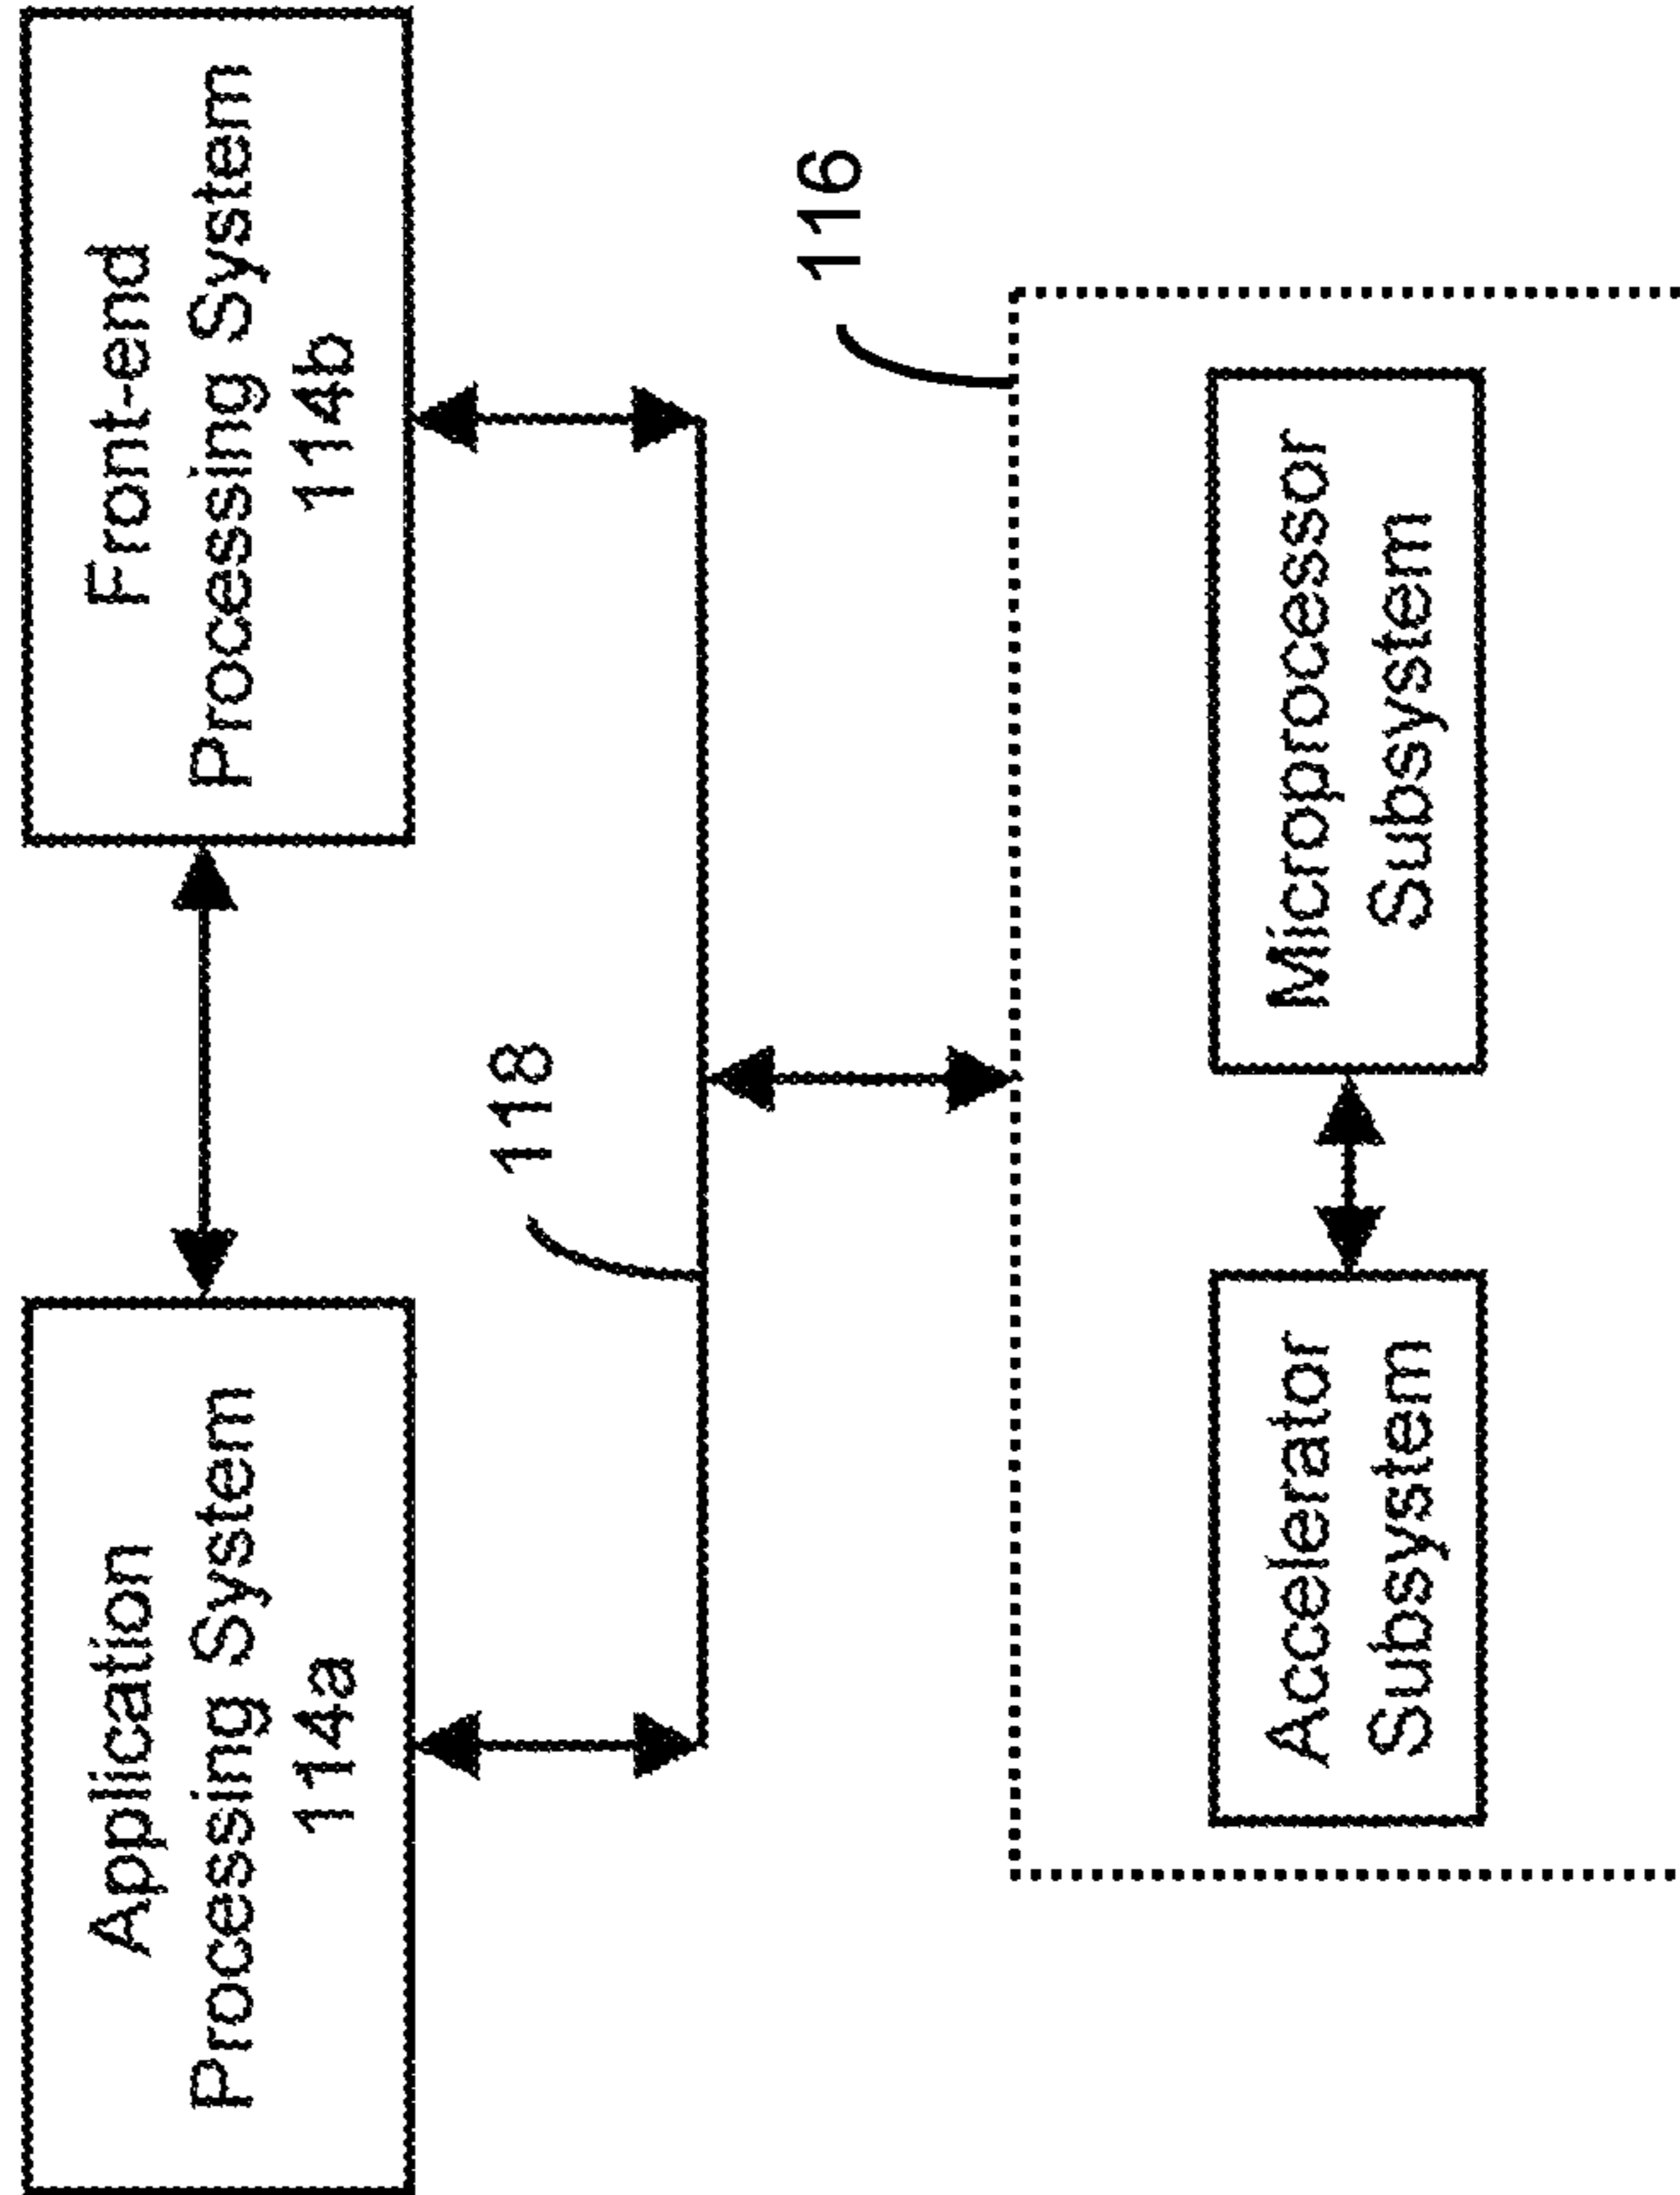 Application
Processing System
114a
Front-end
Processing System
114b
118
116
Accelerator
Subsystem
Microprocessor
Subsystem